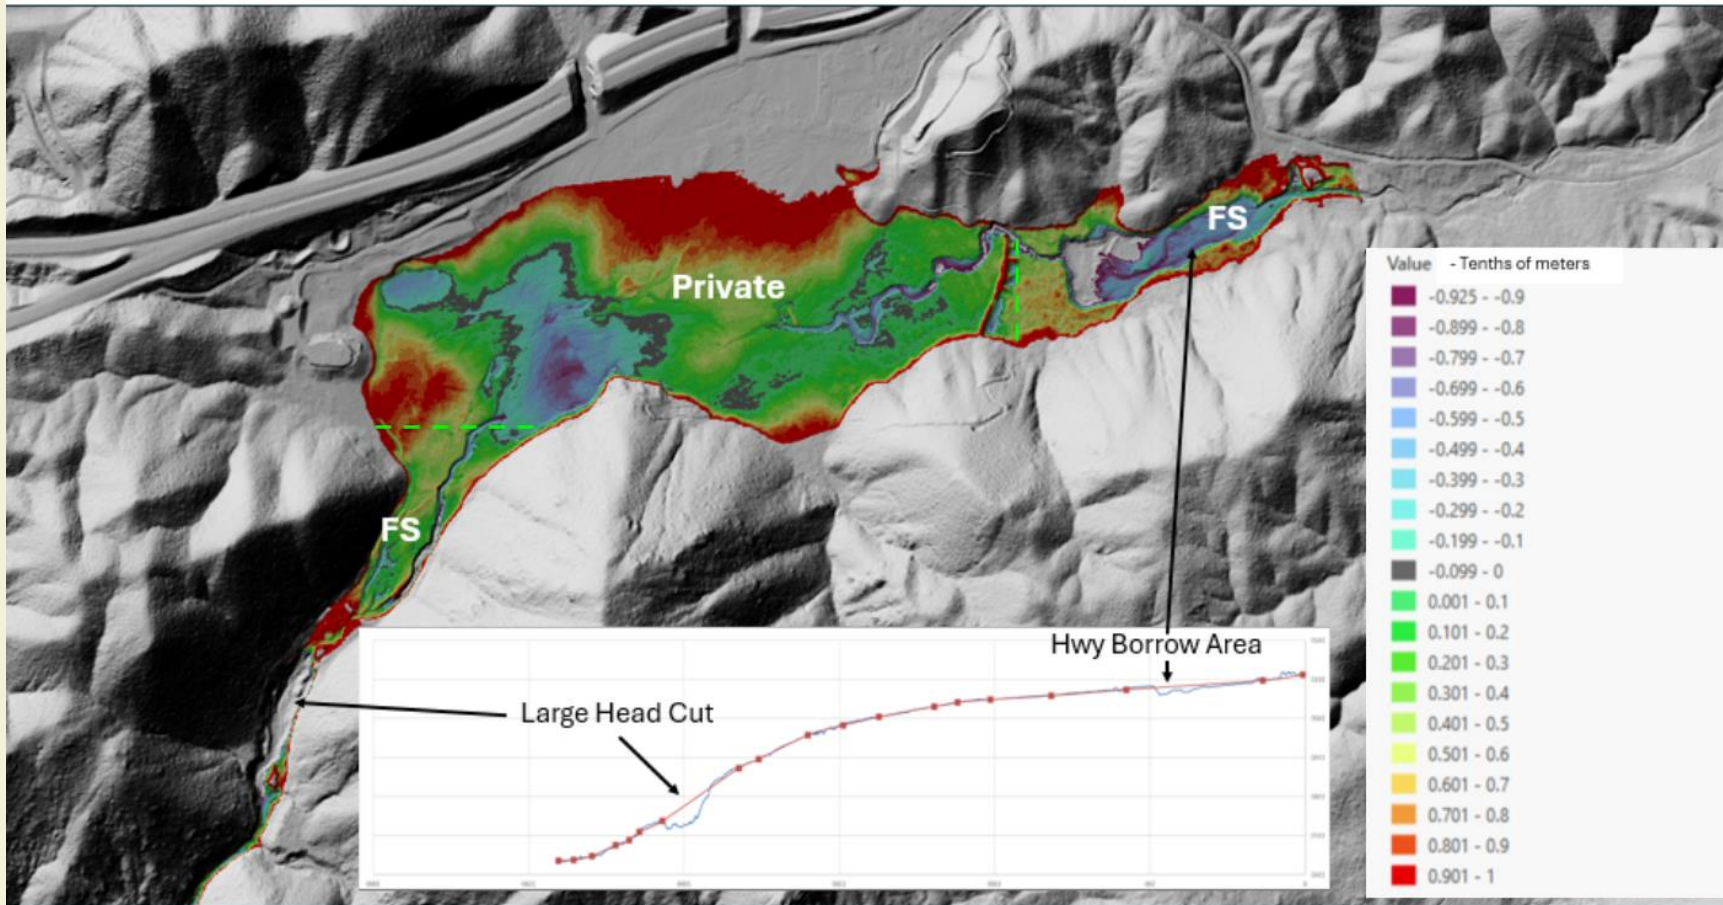 FS
Private
FS
Value - Tenths of meters
-0.925 - -0.9
-0.899 - -0.8
-0.799 - -0.7
-0.699 - -0.6
-0.599 - -0.5
-0.499 - -0.4
-0.399 - -0.3
-0.299 - -0.2
-0.199 - -0.1
-0.099 - 0
0.001 - 0.1
0.101 - 0.2
0.201 - 0.3
0.301 - 0.4
0.401 - 0.5
0.501 - 0.6
0.601 - 0.7
0.701 - 0.8
0.801 - 0.9
0.901 - 1
Hwy Borrow Area
Large Head Cut